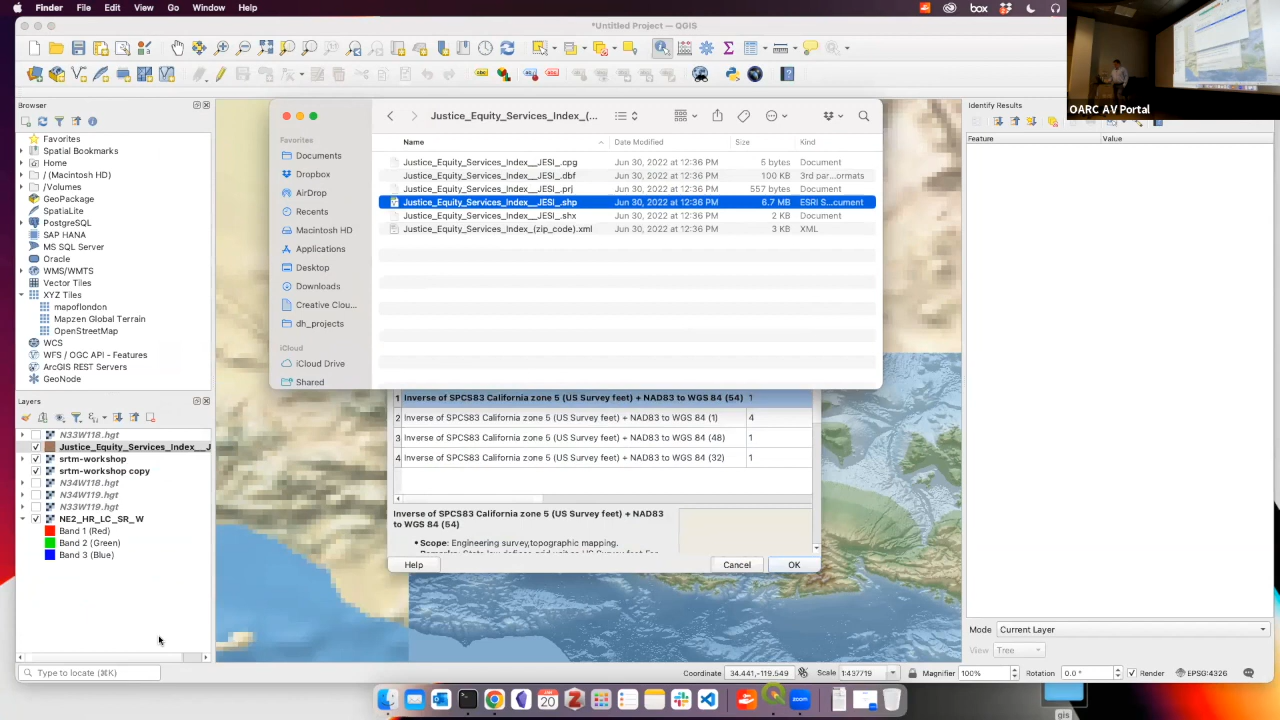 Finder File Edit View Go Window Help
box
*Untitled Project — QGIS
OARC AV Portal
Browser
Favorites
Spatial Bookmarks
Home
/ (Macintosh HD)
/Volumes
GeoPackage
SpatiaLite
PostgreSQL
SAP HANA
MS SQL Server
Oracle
WMS/WMTS
Vector Tiles
XYZ Tiles
mapoflondon
Mapzen Global Terrain
OpenStreetMap
WCS
WFS / OGC API - Features
ArcGIS REST Servers
GeoNode
Layers
N33W118.hgt
Justice_Equity_Services_Index__J
srtm-workshop
srtm-workshop copy
N34W118.hgt
N34W119.hgt
N33W119.hgt
NE2_HR_LC_SR_W
Band 1 (Red)
Band 2 (Green)
Band 3 (Blue)
Justice_Equity_Services_Index_(...
Favorites
Documents
Dropbox
AirDrop
Recents
Macintosh HD
Applications
Desktop
Downloads
Creative Clou...
dh_projects
iCloud
iCloud Drive
Shared
Name Date Modified Size Kind
Justice_Equity_Services_Index__JESI_.cpg Jun 30, 2022 at 12:36 PM 5 bytes Document
Justice_Equity_Services_Index__JESI_.dbf Jun 30, 2022 at 12:36 PM 100 KB 3rd par...ormats
Justice_Equity_Services_Index__JESI_.prj Jun 30, 2022 at 12:36 PM 557 bytes Document
Justice_Equity_Services_Index__JESI_.shp Jun 30, 2022 at 12:36 PM 6.7 MB ESRI S...cument
Justice_Equity_Services_Index__JESI_.shx Jun 30, 2022 at 12:36 PM 2 KB Document
Justice_Equity_Services_Index_(zip_code).xml Jun 30, 2022 at 12:36 PM 3 KB XML
1 Inverse of SPCS83 California zone 5 (US Survey feet) + NAD83 to WGS 84 (54) 1
2 Inverse of SPCS83 California zone 5 (US Survey feet) + NAD83 to WGS 84 (1) 4
3 Inverse of SPCS83 California zone 5 (US Survey feet) + NAD83 to WGS 84 (48) 1
4 Inverse of SPCS83 California zone 5 (US Survey feet) + NAD83 to WGS 84 (32) 1
Inverse of SPCS83 California zone 5 (US Survey feet) + NAD83
to WGS 84 (54)
• Scope: Engineering survey,topographic mapping.
Help Cancel OK
Identify Results
Feature Value
Mode Current Layer
View Tree
Type to locate (⌘K)
Coordinate 34.441,-119.549 Scale 1:437719 Magnifier 100% Rotation 0.0 ° Render EPSG:4326
JAN
20
zoom
gis